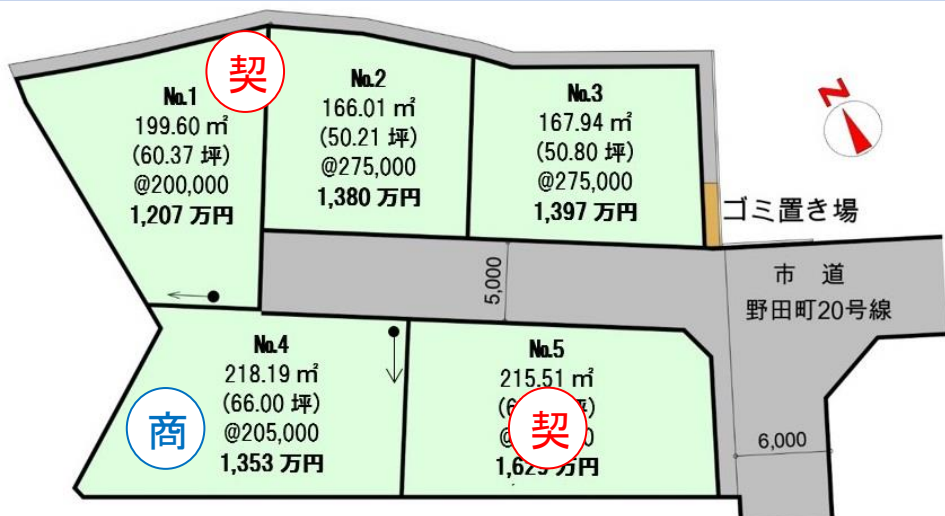 No.1
199.60 ㎡
(60.37 坪)
@200,000
1,207 万円
契
No.2
166.01 ㎡
(50.21 坪)
@275,000
1,380 万円
No.3
167.94 ㎡
(50.80 坪)
@275,000
1,397 万円
N
ゴミ置き場
市 道
野田町20号線
5,000
6,000
No.4
218.19 ㎡
(66.00 坪)
@205,000
1,353 万円
商
No.5
215.51 ㎡
契